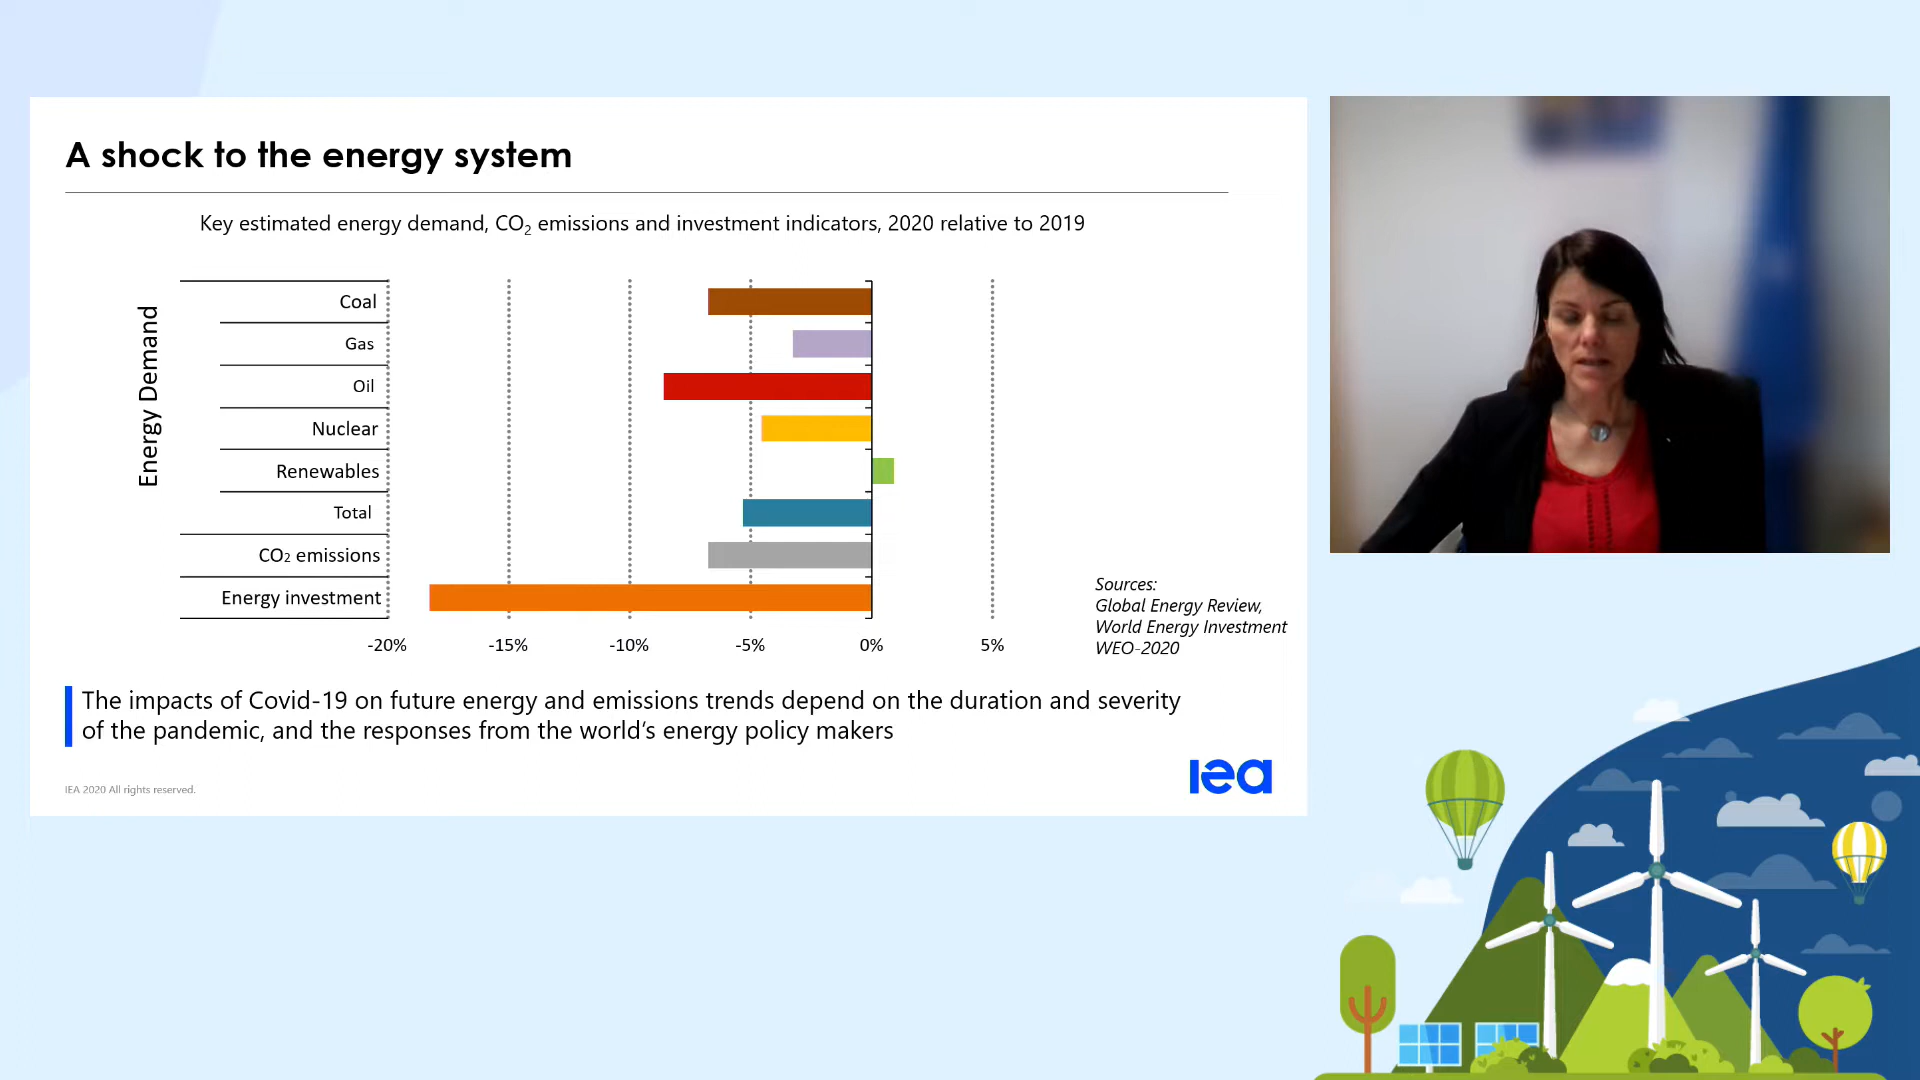 A shock to the energy system
Key estimated energy demand, CO2 emissions and investment indicators, 2020 relative to 2019
Energy Demand
Coal
Gas
Oil
Nuclear
Renewables
Total
CO2 emissions
Energy investment
-20% -15% -10% -5% 0% 5%
Sources:
Global Energy Review,
World Energy Investment
WEO-2020
The impacts of Covid-19 on future energy and emissions trends depend on the duration and severity
of the pandemic, and the responses from the world's energy policy makers
IEA 2020 All rights reserved.
iea